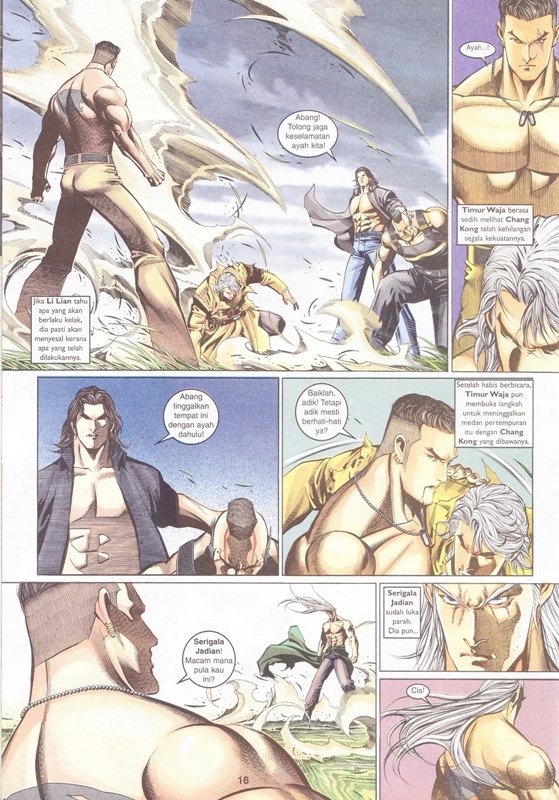 Abang!
Tolong jaga
keselamatan
ayah kita!
Jika Li Lian tahu
apa yang akan
berlaku kelak,
dia pasti akan
menyesal kerana
apa yang telah
dilakukannya.
Ayah...!
Timur Waja berasa
sedih melihat Chang
Kong telah kehilangan
segala kekuatannya.
Abang
tinggalkan
tempat ini
dengan ayah
dahulu!
Baiklah,
adik! Tetapi
adik mesti
berhati-hati
ya?
Setelah habis berbicara,
Timur Waja pun
membuka langkah
untuk meninggalkan
medan pertempuran
itu dengan Chang
Kong yang dibawanya.
Serigala
Jadian!
Macam mana
pula kau
ini?
Serigala
Jadian
sudah luka
parah.
Dia pun...
Cis!
16